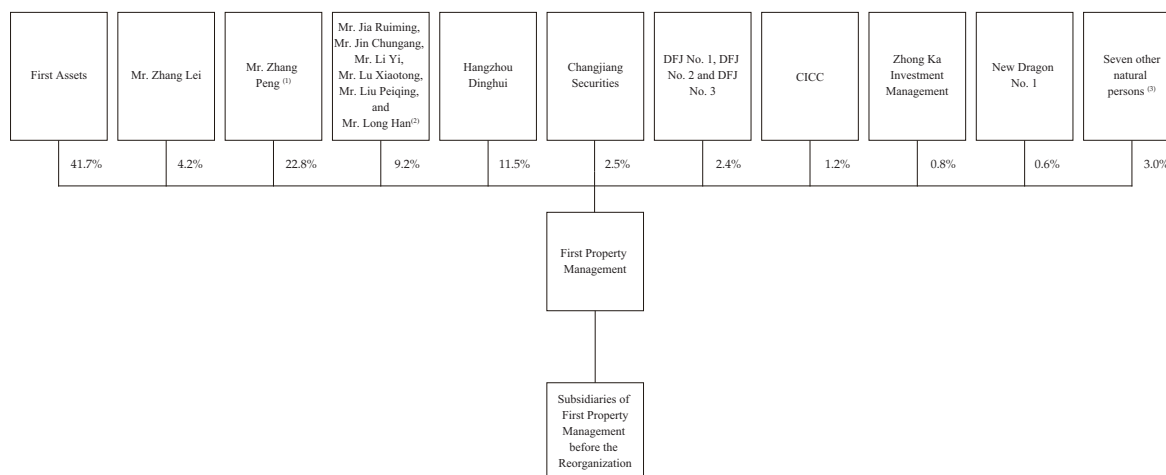 First Assets
Mr. Zhang Lei
Mr. Zhang
Peng (1)
Mr. Jia Ruiming,
Mr. Jin Chungang,
Mr. Li Yi,
Mr. Lu Xiaotong,
Mr. Liu Peiqing,
and
Mr. Long Han(2)
Hangzhou
Dinghui
Changjiang
Securities
DFJ No. 1, DFJ
No. 2 and DFJ
No. 3
CICC
Zhong Ka
Investment
Management
New Dragon
No. 1
Seven other
natural
persons (3)
41.7%
4.2%
22.8%
9.2%
11.5%
2.5%
2.4%
1.2%
0.8%
0.6%
3.0%
First Property
Management
Subsidiaries of
First Property
Management
before the
Reorganization